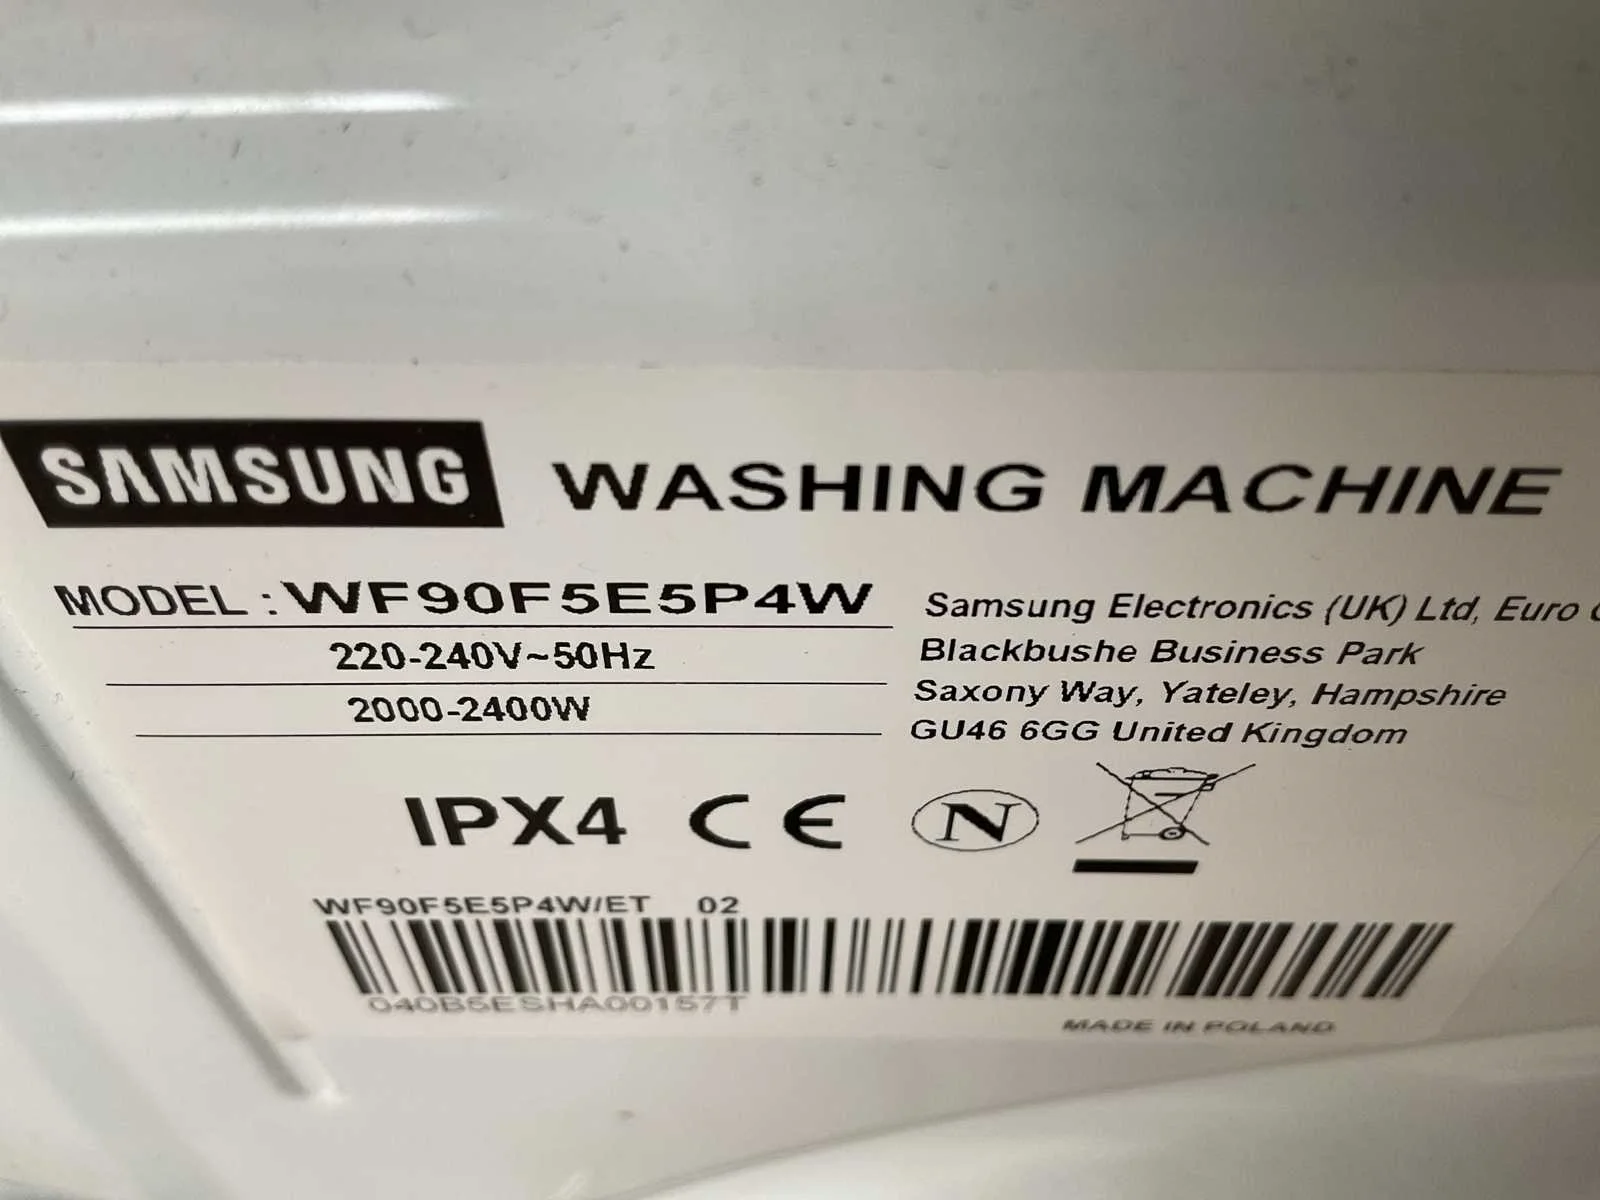 SAMSUNG WASHING MACHINE
MODEL : WF90F5E5P4W
220-240V~50Hz
2000-2400W
Samsung Electronics (UK) Ltd, Euro
Blackbushe Business Park
Saxony Way, Yateley, Hampshire
GU46 6GG United Kingdom
IPX4 CE N
WF90F5E5P4W/ET 02
040B5ESHA00157T
MADE IN POLAND